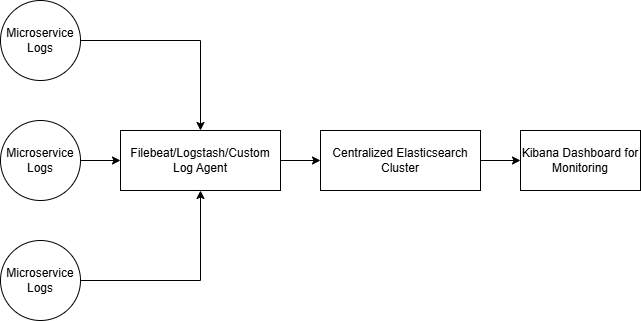 Microservice
Logs
Microservice
Logs
Filebeat/Logstash/Custom
Log Agent
Centralized Elasticsearch
Cluster
Kibana Dashboard for
Monitoring
Microservice
Logs